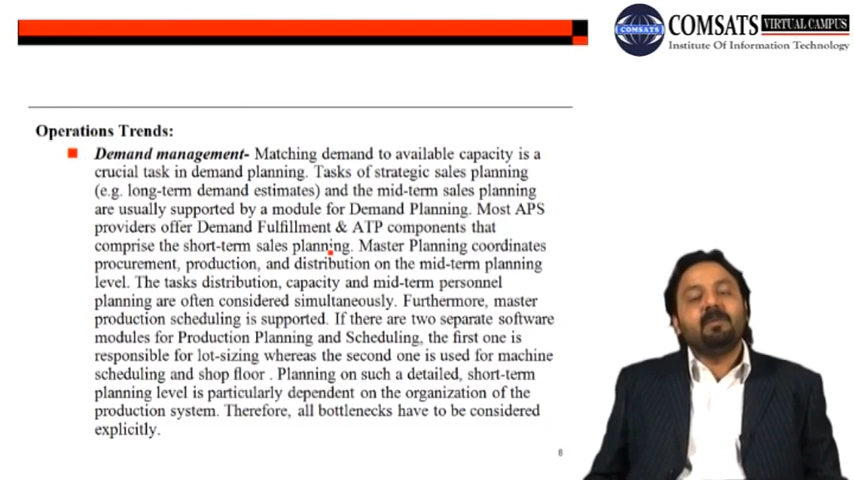 COMSATS VIRTUAL CAMPUS
COMSATS
Institute Of Information Technology
Operations Trends:
Demand management- Matching demand to available capacity is a
crucial task in demand planning. Tasks of strategic sales planning
(e.g. long-term demand estimates) and the mid-term sales planning
are usually supported by a module for Demand Planning. Most APS
providers offer Demand Fulfillment & ATP components that
comprise the short-term sales planning. Master Planning coordinates
procurement, production, and distribution on the mid-term planning
level. The tasks distribution, capacity and mid-term personnel
planning are often considered simultaneously. Furthermore, master
production scheduling is supported. If there are two separate software
modules for Production Planning and Scheduling, the first one is
responsible for lot-sizing whereas the second one is used for machine
scheduling and shop floor . Planning on such a detailed, short-term
planning level is particularly dependent on the organization of the
production system. Therefore, all bottlenecks have to be considered
explicitly.
8